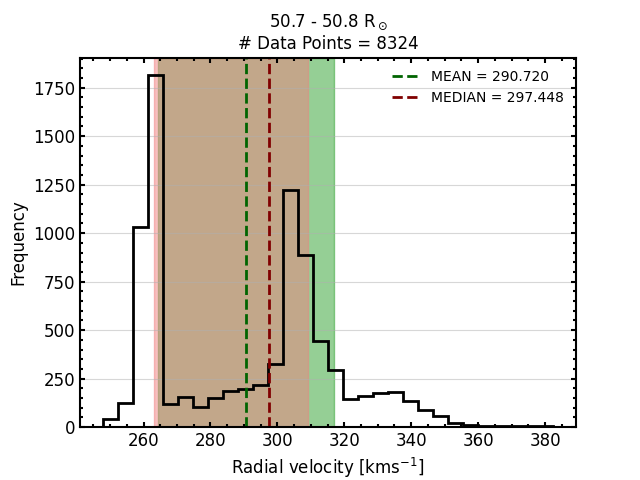 50.7 - 50.8 R⊙
# Data Points = 8324
MEAN = 290.720
MEDIAN = 297.448
1750
1500
1250
1000
750
500
250
0
Frequency
260 280 300 320 340 360 380
Radial velocity [kms⁻¹]